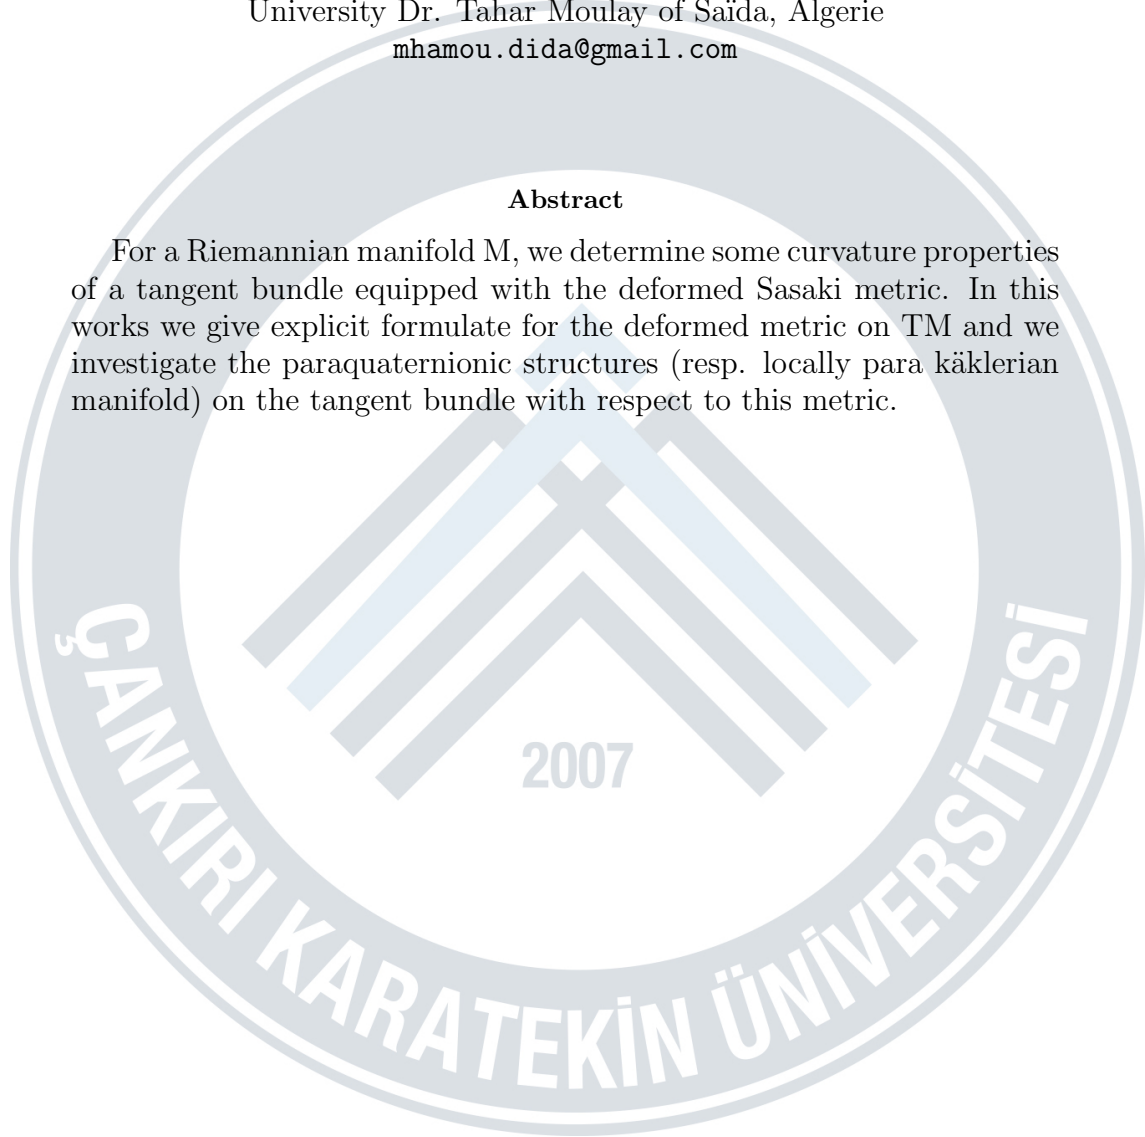 University Dr. Tahar Moulay of Saïda, Algerie
mhamou.dida@gmail.com
Abstract
For a Riemannian manifold M, we determine some curvature properties
of a tangent bundle equipped with the deformed Sasaki metric. In this
works we give explicit formulate for the deformed metric on TM and we
investigate the paraquaternionic structures (resp. locally para käklerian
manifold) on the tangent bundle with respect to this metric.
2007
ÇANKIRI KARATEKİN ÜNİVERSİTESİ